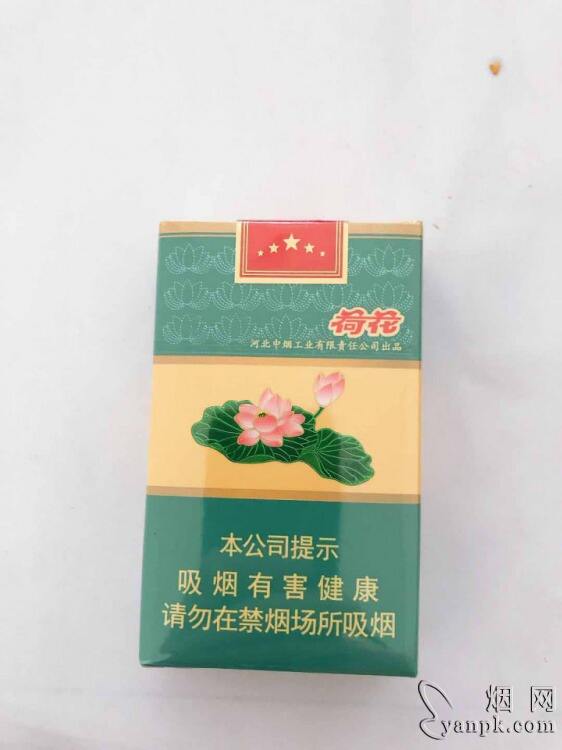 荷花
河北中烟工业有限责任公司出品
本公司提示
吸烟有害健康
请勿在禁烟场所吸烟
烟网
yanpk.com